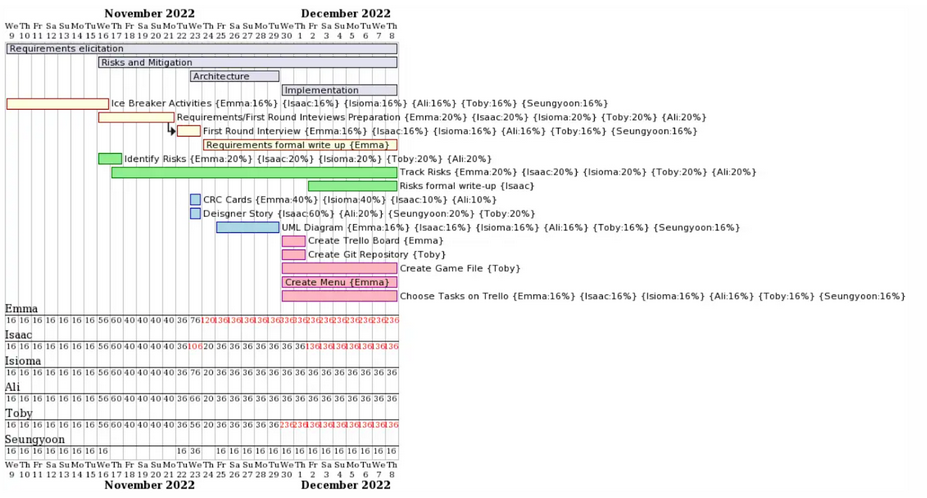 November 2022 December 2022
We Th Fr Sa Su Mo Tu We Th Fr Sa Su Mo Tu We Th Fr Sa Su Mo Tu We Th Fr Sa Su Mo Tu We Th
9 10 11 12 13 14 15 16 17 18 19 20 21 22 23 24 25 26 27 28 29 30 1 2 3 4 5 6 7 8
Requirements elicitation
Risks and Mitigation
Architecture
Implementation
Ice Breaker Activities {Emma:16%} {Isaac:16%} {Isioma:16%} {Ali:16%} {Toby:16%} {Seungyoon:16%}
Requirements/First Round Inteviews Preparation {Emma:20%} {Isaac:20%} {Isioma:20%} {Toby:20%} {Ali:20%}
First Round Interview {Emma:16%} {Isaac:16%} {Isioma:16%} {Ali:16%} {Toby:16%} {Seungyoon:16%}
Requirements formal write up {Emma}
Identify Risks {Emma:20%} {Isaac:20%} {Isioma:20%} {Toby:20%} {Ali:20%}
Track Risks {Emma:20%} {Isaac:20%} {Isioma:20%} {Toby:20%} {Ali:20%}
Risks formal write-up {Isaac}
CRC Cards {Emma:40%} {Isioma:40%} {Isaac:10%} {Ali:10%}
Deisgner Story {Isaac:60%} {Ali:20%} {Seungyoon:20%} {Toby:20%}
UML Diagram {Emma:16%} {Isaac:16%} {Isioma:16%} {Ali:16%} {Toby:16%} {Seungyoon:16%}
Create Trello Board {Emma}
Create Git Repository {Toby}
Create Game File {Toby}
Create Menu {Emma}
Choose Tasks on Trello {Emma:16%} {Isaac:16%} {Isioma:16%} {Ali:16%} {Toby:16%} {Seungyoon:16%}
Emma
16 16 16 16 16 16 16 56 60 40 40 40 40 36 76 120 136 136 136 136 136 336 336 236 236 236 236 236 236 236
Isaac
16 16 16 16 16 16 16 56 60 40 40 40 40 36 106 20 36 36 36 36 36 36 36 136 136 136 136 136 136 136
Isioma
16 16 16 16 16 16 16 56 60 40 40 40 40 36 76 20 36 36 36 36 36 36 36 36 36 36 36 36 36 36
Ali
16 16 16 16 16 16 16 56 60 40 40 40 40 36 66 20 36 36 36 36 36 36 36 36 36 36 36 36 36 36
Toby
16 16 16 16 16 16 16 56 60 40 40 40 40 36 56 20 36 36 36 36 36 236 236 136 136 136 136 136 136 136
Seungyoon
16 16 16 16 16 16 16 16 16 36 16 16 16 16 16 16 16 16 16 16 16 16 16 16
We Th Fr Sa Su Mo Tu We Th Fr Sa Su Mo Tu We Th Fr Sa Su Mo Tu We Th Fr Sa Su Mo Tu We Th
9 10 11 12 13 14 15 16 17 18 19 20 21 22 23 24 25 26 27 28 29 30 1 2 3 4 5 6 7 8
November 2022 December 2022